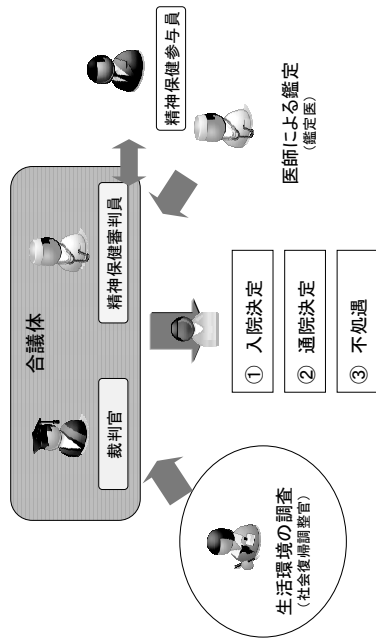 合議体
裁判官
精神保健審判員
精神保健参与員
医師による鑑定
（鑑定医）
生活環境の調査
（社会復帰調整官）
① 入院決定
② 通院決定
③ 不処遇